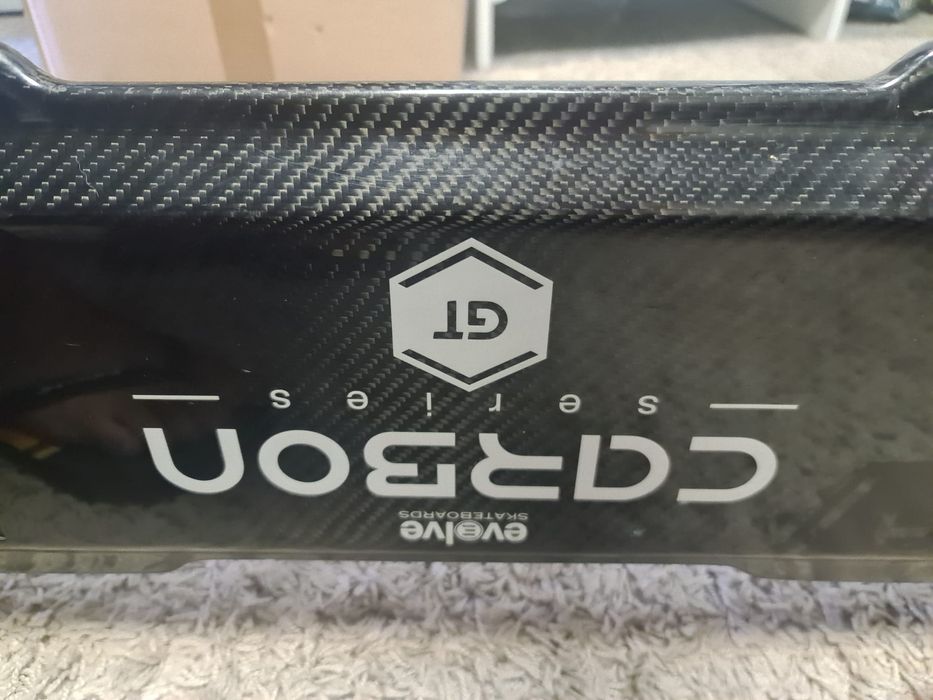 evolve
SKATEBOARDS
CARBON
series
GT